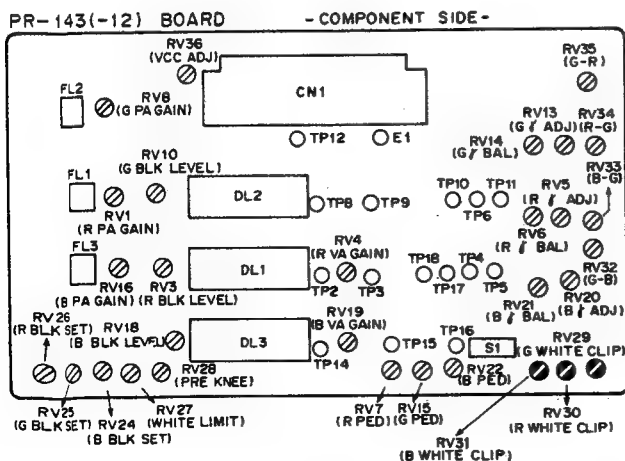 PR-143(-12) BOARD
-COMPONENT SIDE-
RV36
(VCC ADJ)
RV35
(G-R)
FL2
RV8
(G PA GAIN)
CN1
RV13
(G γ ADJ)
RV34
(R-G)
TP12
E1
RV14
(G γ BAL)
RV33
(B-G)
RV10
(G BLK LEVEL)
FL1
RV1
(R PA GAIN)
DL2
TP8
TP9
TP10
TP11
TP6
RV5
(R γ ADJ)
RV6
(R γ BAL)
FL3
RV16
(B PA GAIN)
RV3
(R BLK LEVEL)
DL1
RV4
(R VA GAIN)
TP2
TP3
TP18
TP4
TP17
TP5
RV32
(G-B)
RV21
(B γ BAL)
RV20
(B γ ADJ)
RV26
(R BLK SET)
RV18
(B BLK LEVEL)
RV19
(B VA GAIN)
DL3
TP14
TP15
TP16
S1
RV29
(G WHITE CLIP)
RV28
(PRE KNEE)
RV22
(B PED)
RV25
(G BLK SET)
RV24
(B BLK SET)
RV27
(WHITE LIMIT)
RV7
(R PED)
RV15
(G PED)
RV31
(B WHITE CLIP)
RV30
(R WHITE CLIP)